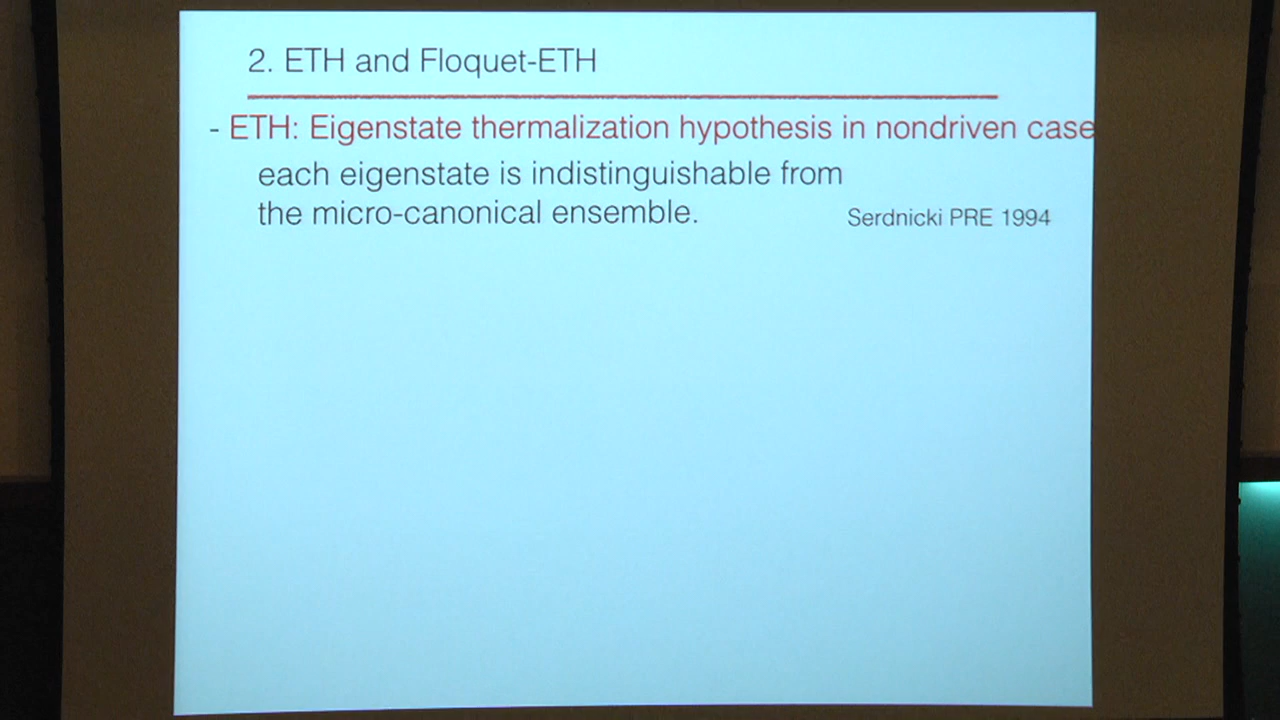 2. ETH and Floquet-ETH
- ETH: Eigenstate thermalization hypothesis in nondriven case
each eigenstate is indistinguishable from
the micro-canonical ensemble.
Serdnicki PRE 1994